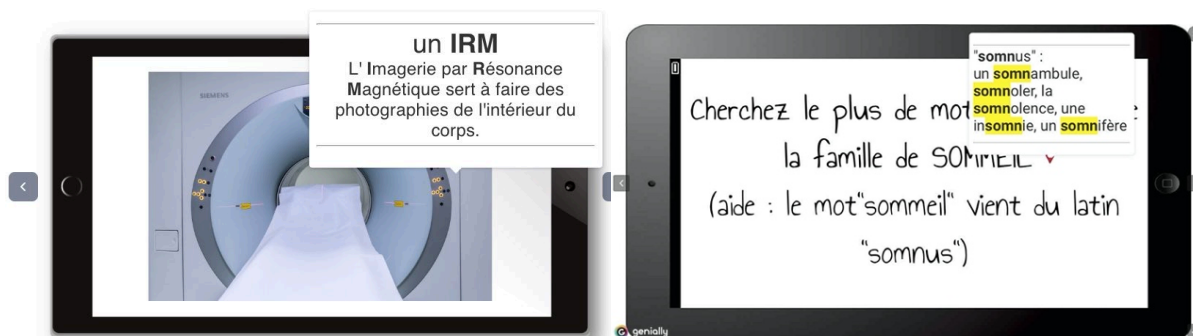 un IRM
L' Imagerie par Résonance
Magnétique sert à faire des
photographies de l'intérieur du
corps.
SIEMENS
"somnus" :
un somnambule,
somnoler, la
somnolence, une
insomnie, un somnifère
Cherchez le plus de
la famille de SOMMEIL
(aide : le mot"sommeil" vient du latin
"somnus")
genially